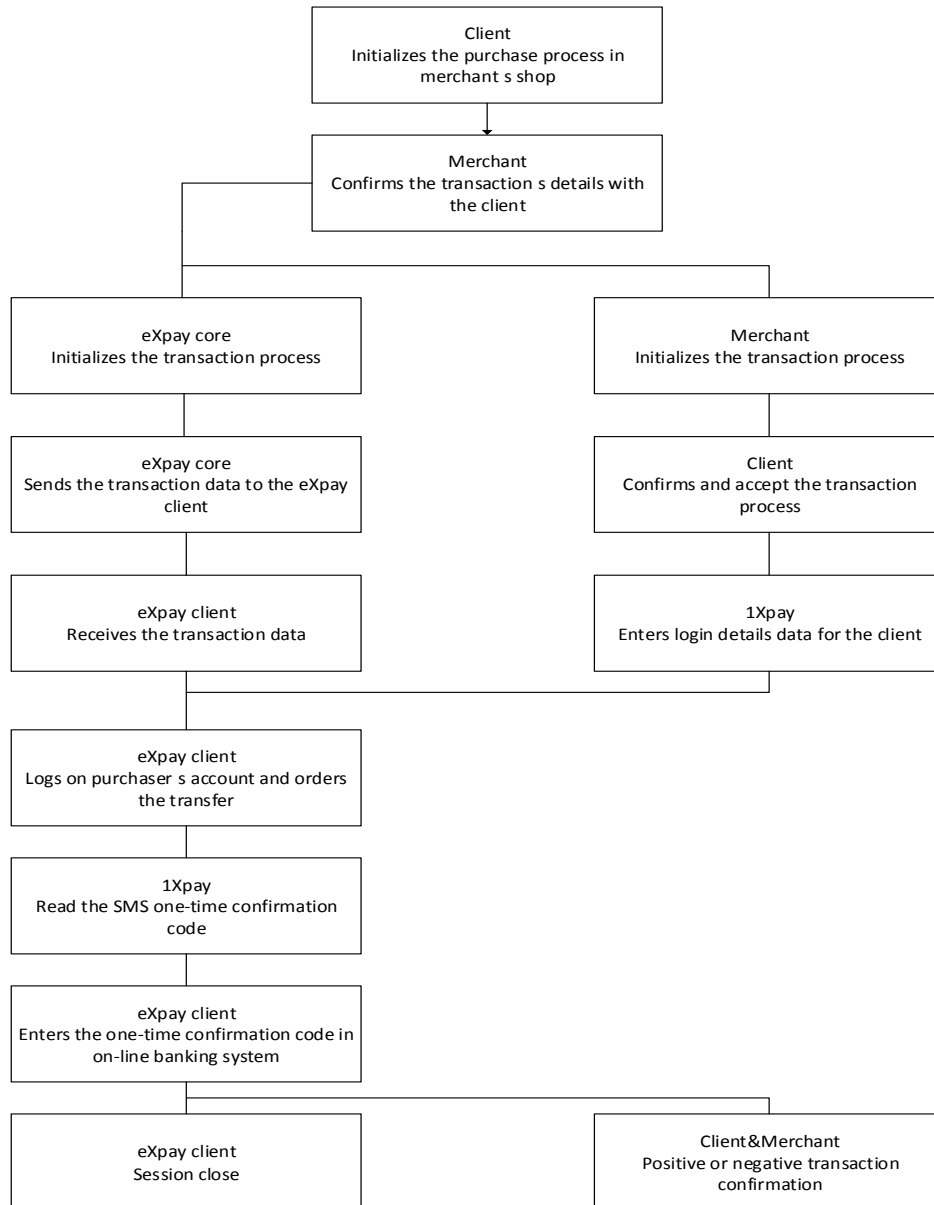 Client
Initializes the purchase process in
merchant s shop
Merchant
Confirms the transaction s details with
the client
eXpay core
Initializes the transaction process
Merchant
Initializes the transaction process
eXpay core
Sends the transaction data to the eXpay
client
Client
Confirms and accept the transaction
process
eXpay client
Receives the transaction data
1Xpay
Enters login details data for the client
eXpay client
Logs on purchaser s account and orders
the transfer
1Xpay
Read the SMS one-time confirmation
code
eXpay client
Enters the one-time confirmation code in
on-line banking system
eXpay client
Session close
Client&Merchant
Positive or negative transaction
confirmation